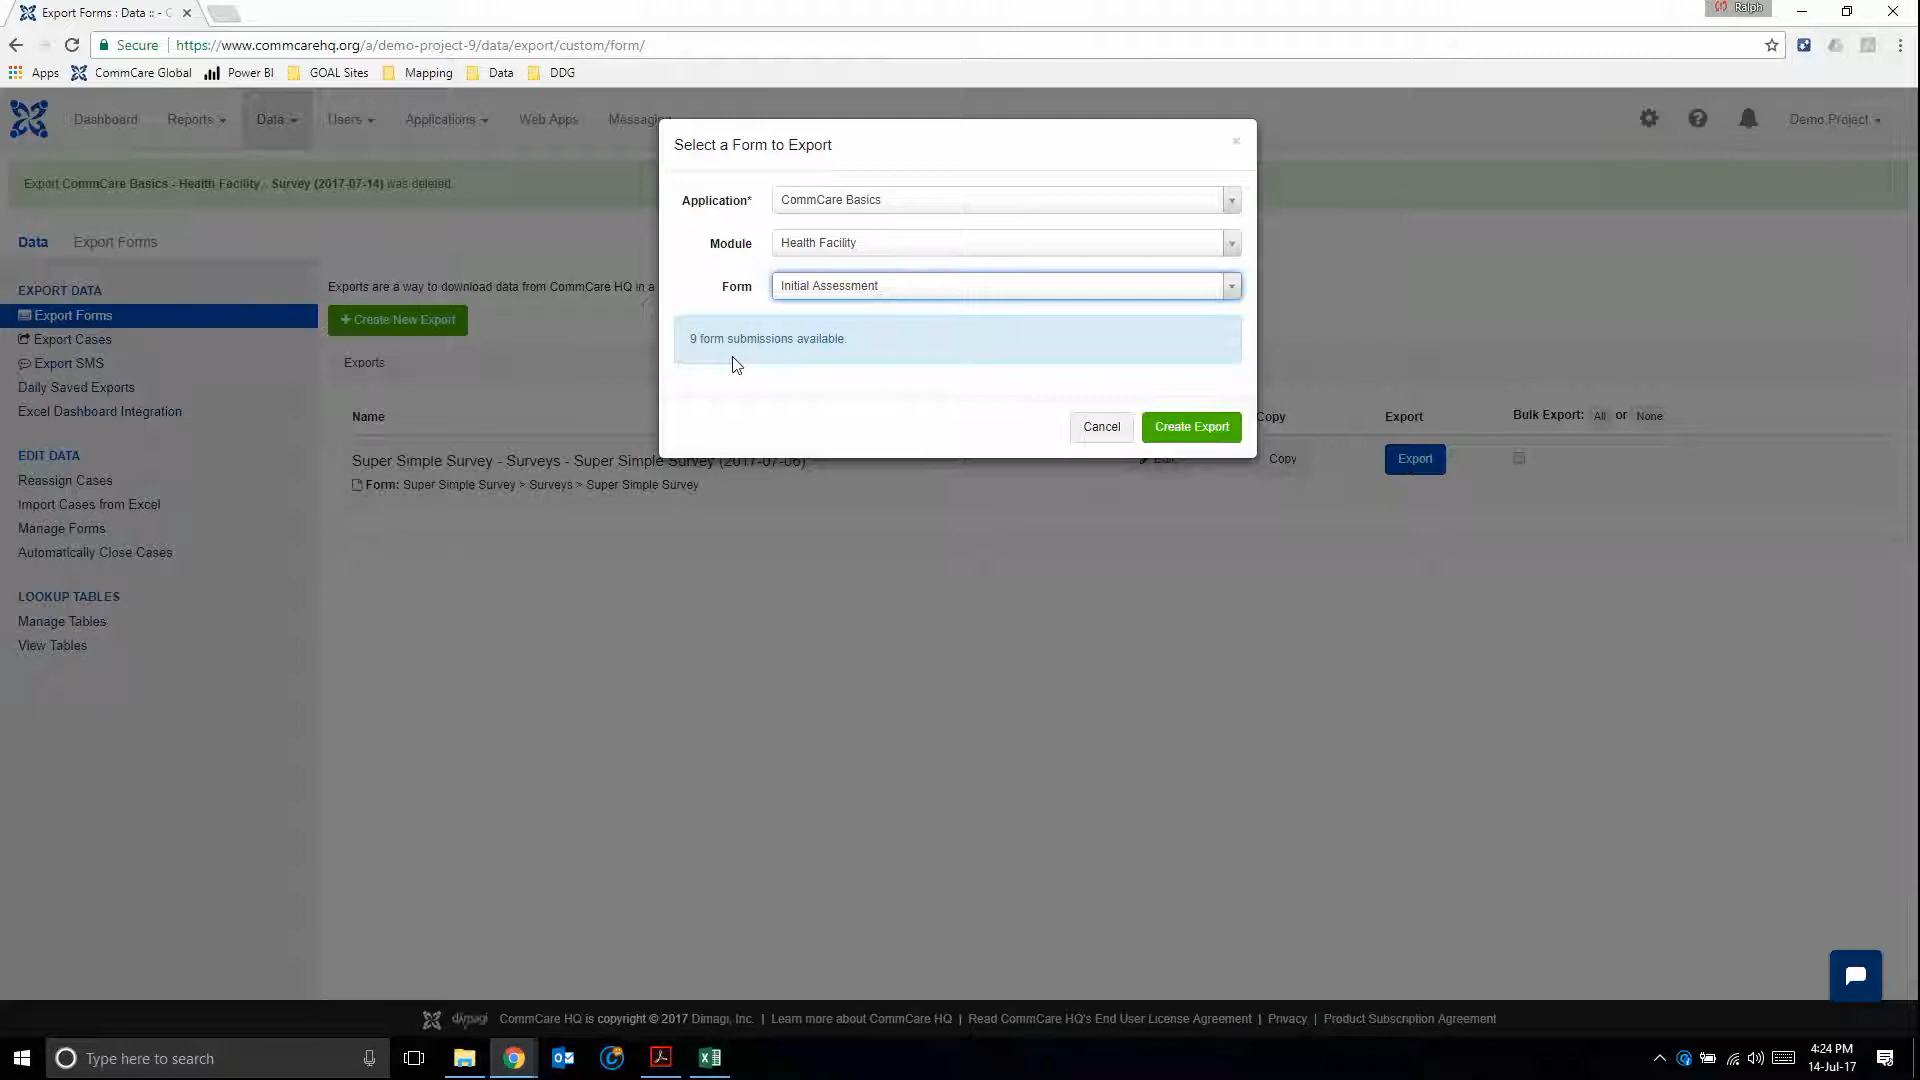 Export Forms : Data :: - C
Ralph
Secure | https://www.commcarehq.org/a/demo-project-9/data/export/custom/form/
Apps CommCare Global Power BI GOAL Sites Mapping Data DDG
Dashboard Reports Data Users Applications Web Apps Messaging Demo Project
Select a Form to Export
Export CommCare Basics - Health Facility - Survey (2017-07-14) was deleted.
Application* CommCare Basics
Module Health Facility
Form Initial Assessment
9 form submissions available.
Cancel Create Export
Data Export Forms
EXPORT DATA
Export Forms
Export Cases
Export SMS
Daily Saved Exports
Excel Dashboard Integration
EDIT DATA
Reassign Cases
Import Cases from Excel
Manage Forms
Automatically Close Cases
LOOKUP TABLES
Manage Tables
View Tables
Exports are a way to download data from CommCare HQ in a
+ Create New Export
Exports
Name Copy Export Bulk Export: All or None
Super Simple Survey - Surveys - Super Simple Survey (2017-07-06) Edit Copy Export
Form: Super Simple Survey > Surveys > Super Simple Survey
dimagi CommCare HQ is copyright © 2017 Dimagi, Inc. | Learn more about CommCare HQ | Read CommCare HQ's End User License Agreement | Privacy | Product Subscription Agreement
Type here to search
4:24 PM
14-Jul-17